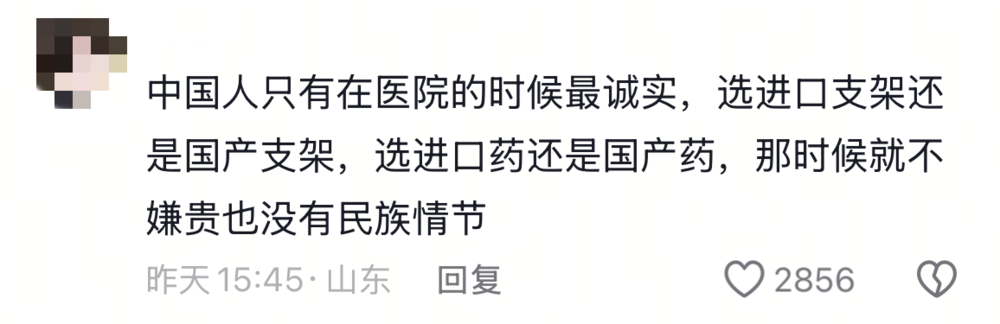 中国人只有在医院的时候最诚实，选进口支架还
是国产支架，选进口药还是国产药，那时候就不
嫌贵也没有民族情节
昨天 15:45 · 山东 回复 2856